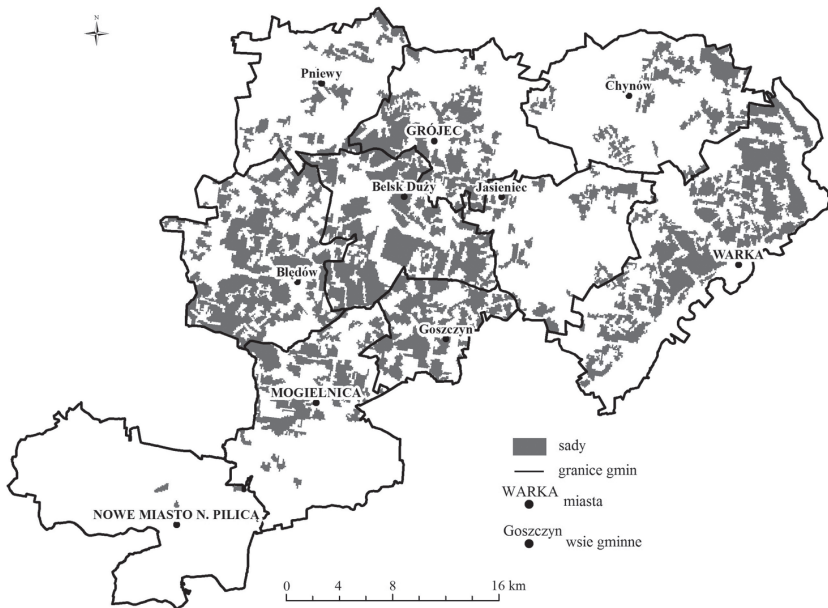 N
Pniewy
Chynów
GRÓJEC
Belsk Duży
Jasieniec
WARKA
Błędów
Goszczyn
MOGIELNICA
NOWE MIASTO N. PILICĄ
sady
granice gmin
WARKA
miasta
Goszczyn
wsie gminne
0 4 8 16 km